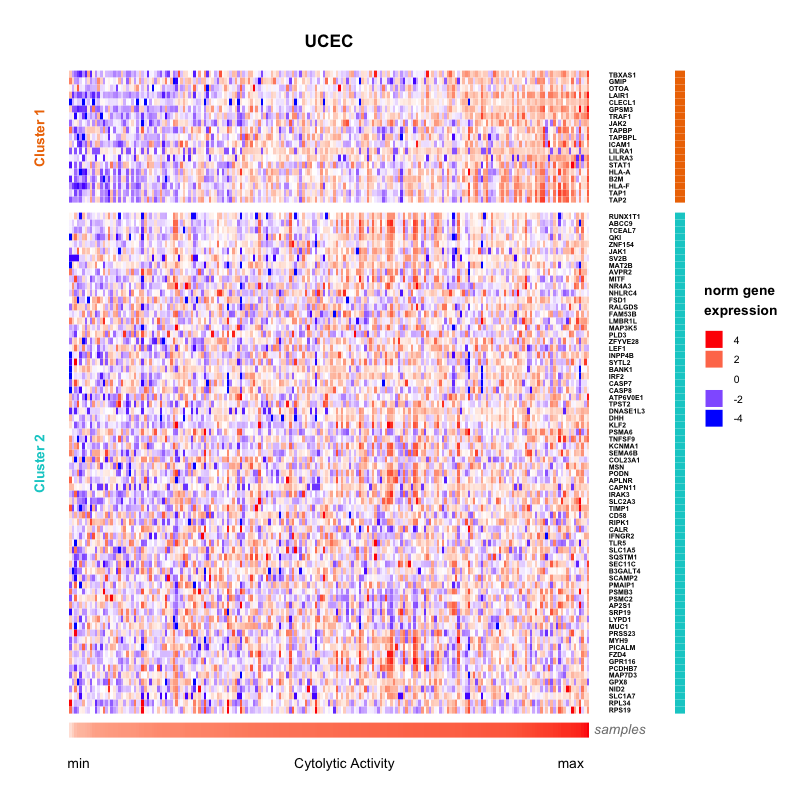 UCEC
Cluster 1
TBXAS1
GMIP
OTOA
LAIR1
CLECL1
GPSM3
TRAF1
JAK2
TAPBP
TAPBPL
ICAM1
LILRA1
LILRA3
STAT1
HLA-A
B2M
HLA-F
TAP1
TAP2
Cluster 2
RUNX1T1
ABCC9
TCEAL7
QKI
ZNF154
JAK1
SV2B
MAT2B
AVPR2
MITF
NR4A3
NHLRC4
FSD1
RALGDS
FAM53B
LMBR1L
MAP3K5
PLD3
ZFYVE28
LEF1
INPP4B
SYTL2
BANK1
IRF2
CASP7
CASP8
ATP6V0E1
TPST2
DNASE1L3
DHH
KLF2
PSMA6
TNFSF9
KCNMA1
SEMA6B
COL23A1
MSN
PODN
APLNR
CAPN11
IRAK3
SLC2A3
TIMP1
CD58
RIPK1
CALR
IFNGR2
TLR5
SLC1A5
SQSTM1
SEC11C
B3GALT4
SCAMP2
PMAIP1
PSMB3
PSMC2
AP2S1
SRP19
LYPD1
MUC1
PRSS23
MYH9
PICALM
FZD4
GPR116
PCDHB7
MAP7D3
GPX8
NID2
SLC1A7
RPL34
RPS19
norm gene
expression
4
2
0
-2
-4
samples
min Cytolytic Activity max